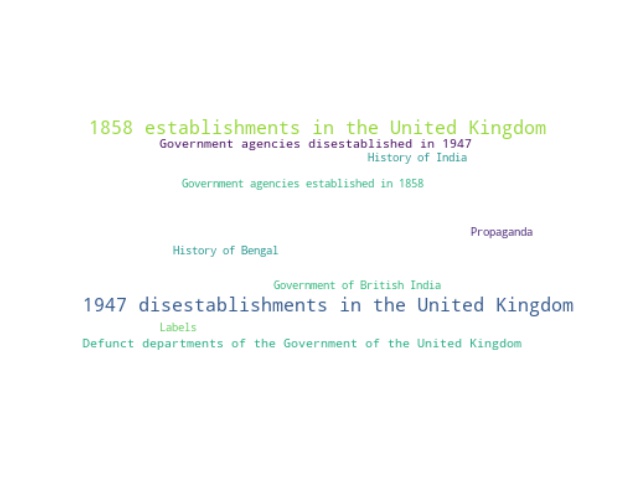 1858 establishments in the United Kingdom
Government agencies disestablished in 1947
History of India
Government agencies established in 1858
Propaganda
History of Bengal
Government of British India
1947 disestablishments in the United Kingdom
Labels
Defunct departments of the Government of the United Kingdom